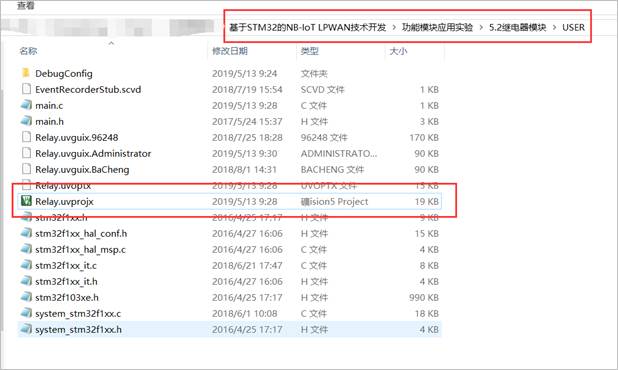 查看
基于STM32的NB-IoT LPWAN技术开发 › 功能模块应用实验 › 5.2继电器模块 › USER
名称 修改日期 类型 大小
DebugConfig 2019/5/13 9:24 文件夹
EventRecorderStub.scvd 2018/7/19 15:54 SCVD 文件 1 KB
main.c 2019/5/13 9:28 C 文件 1 KB
main.h 2017/5/24 15:37 H 文件 3 KB
Relay.uvguix.96248 2018/7/25 18:28 96248 文件 170 KB
Relay.uvguix.Administrator 2019/5/13 9:30 ADMINISTRATO... 90 KB
Relay.uvguix.BaCheng 2018/8/1 14:31 BACHENG 文件 90 KB
Relay.uvoptx 2019/5/13 9:28 UVOPTX 文件 15 KB
Relay.uvprojx 2019/5/13 9:28 礦ision5 Project 19 KB
stm32f1xx.h 2016/4/25 17:17 H 文件 9 KB
stm32f1xx_hal_conf.h 2016/4/27 16:06 H 文件 15 KB
stm32f1xx_hal_msp.c 2016/4/27 16:06 C 文件 4 KB
stm32f1xx_it.c 2018/6/21 17:47 C 文件 8 KB
stm32f1xx_it.h 2016/4/27 16:06 H 文件 4 KB
stm32f103xe.h 2016/4/25 17:17 H 文件 990 KB
system_stm32f1xx.c 2018/6/1 10:08 C 文件 18 KB
system_stm32f1xx.h 2016/4/25 17:17 H 文件 4 KB